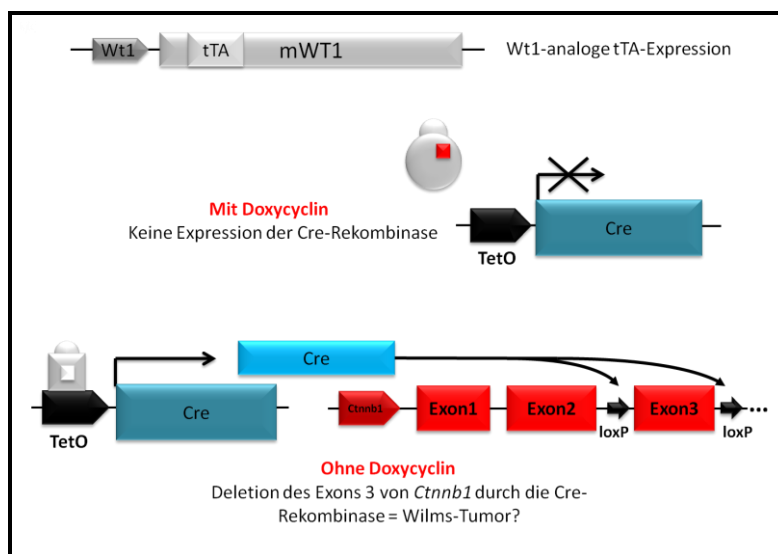 Wt1 tTA mWT1 Wt1-analoge tTA-Expression
Mit Doxycyclin
Keine Expression der Cre-Rekombinase
Cre
TetO
Cre
Cre
TetO
Ctnnb1 Exon1 Exon2 Exon3 ...
loxP loxP
Ohne Doxycyclin
Deletion des Exons 3 von Ctnnb1 durch die Cre-
Rekombinase = Wilms-Tumor?